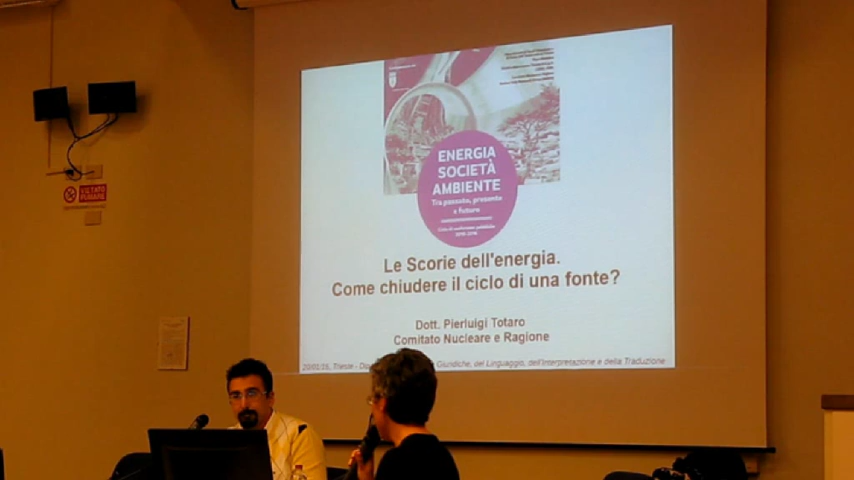 ENERGIA
SOCIETÀ
AMBIENTE
Tra passato, presente
e futuro
VIETATO
FUMARE
Le Scorie dell'energia.
Come chiudere il ciclo di una fonte?
Dott. Pierluigi Totaro
Comitato Nucleare e Ragione
Trieste - Giuridiche, del Linguaggio, dell'Interpretazione e della Traduzione